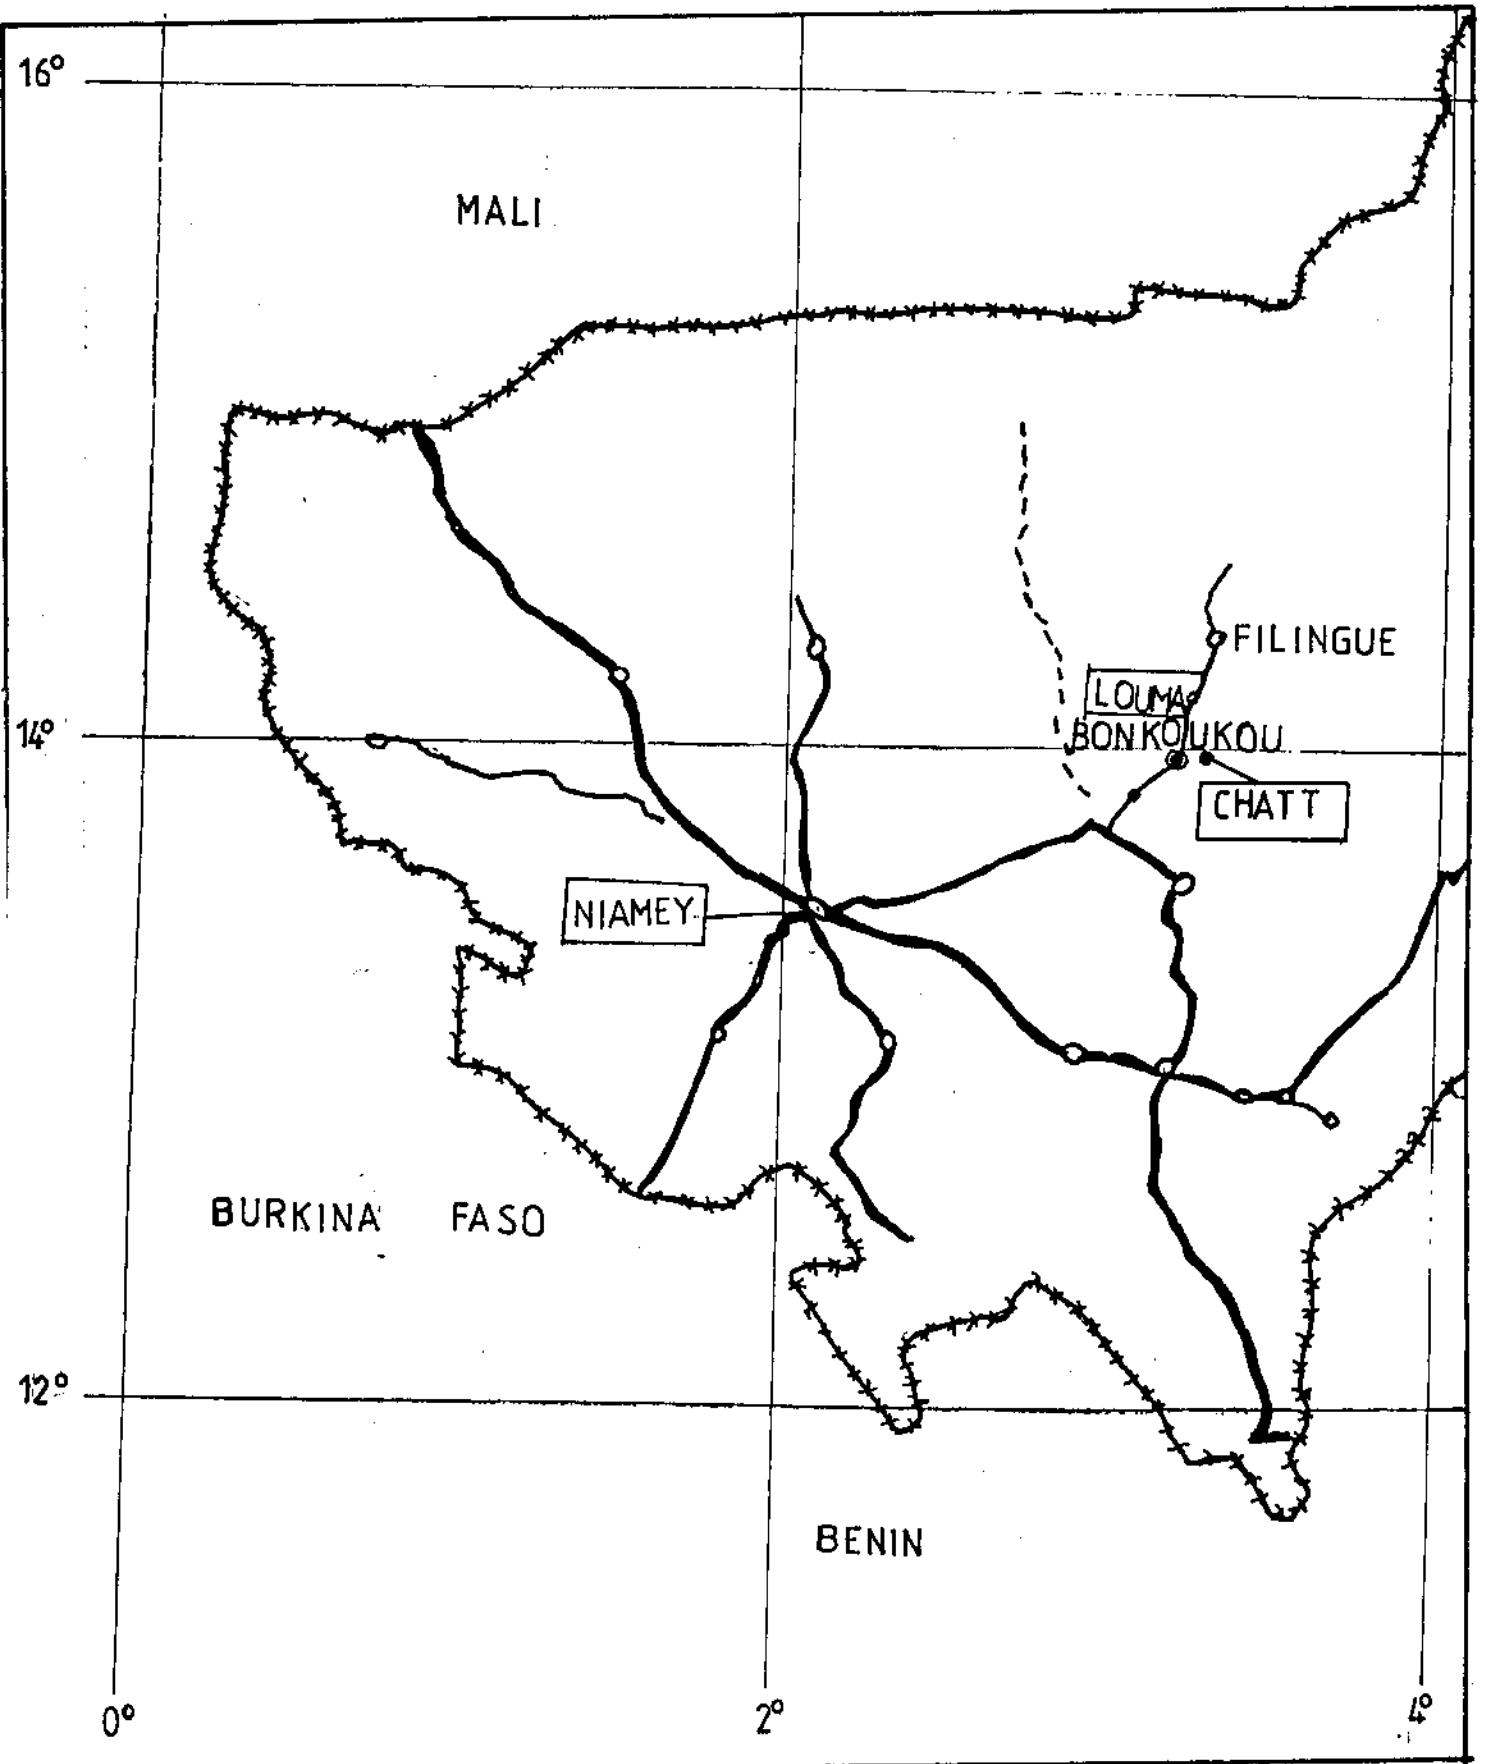 16°
MALI
FILINGUE
LOUMA
14°
BONKOUKOU
CHATT
NIAMEY
BURKINA FASO
12°
BENIN
0°
2°
4°